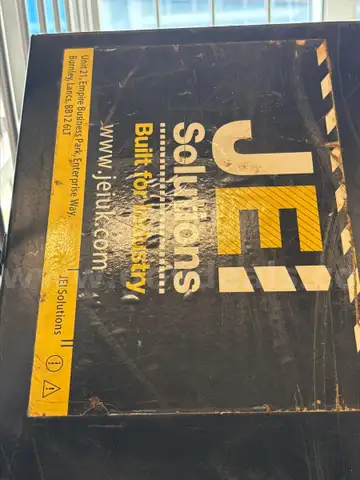 JEI
Solutions
Built for Industry
www.jeiuk.com
Unit 21, Empire Business Park, Enterprise Way,
Burnley, Lancs, BB12 6LT
JEI Solutions